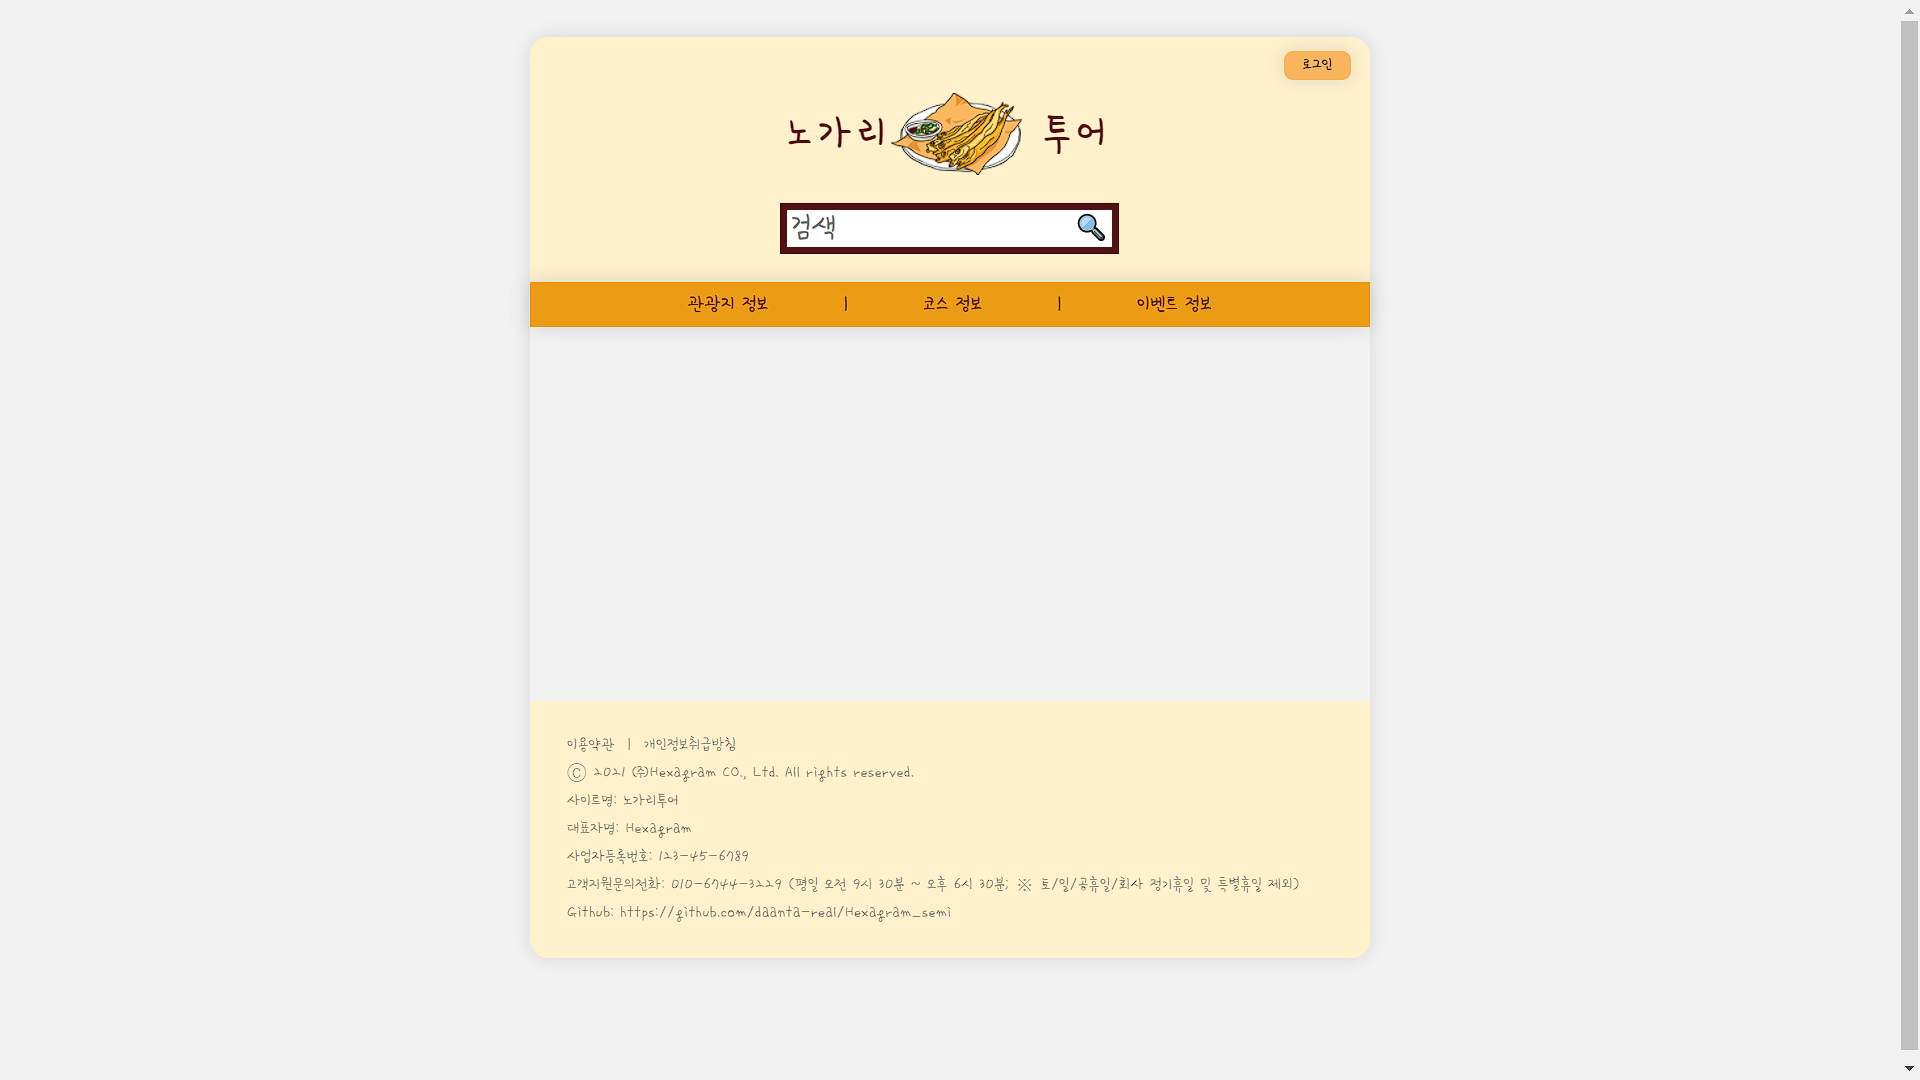 로그인
노가리 투어
검색
관광지 정보 | 코스 정보 | 이벤트 정보
이용약관 | 개인정보취급방침
ⓒ 2021 ㈜Hexagram CO., Ltd. All rights reserved.
사이트명: 노가리투어
대표자명: Hexagram
사업자등록번호: 123-45-6789
고객지원문의전화: 010-6744-3229 (평일 오전 9시 30분 ~ 오후 6시 30분; ※ 토/일/공휴일/회사 정기휴일 및 특별휴일 제외)
Github: https://github.com/daanta-real/Hexagram_semi